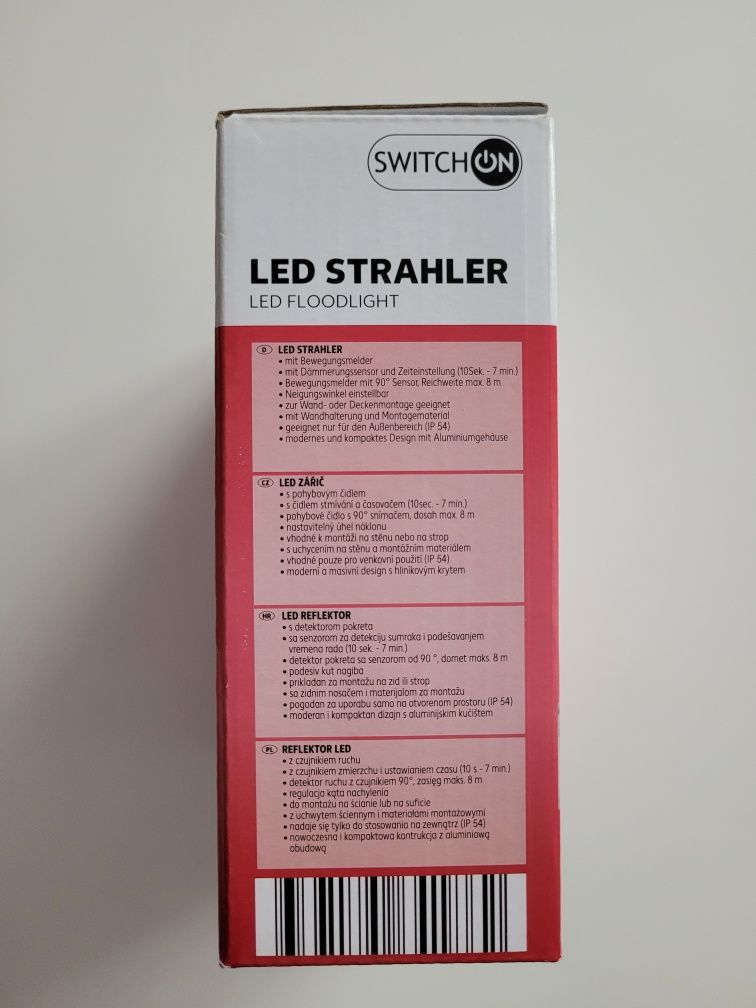 SWITCH ON
LED STRAHLER
LED FLOODLIGHT
D LED STRAHLER
• mit Bewegungsmelder
• mit Dämmerungssensor und Zeiteinstellung (10Sek. - 7 min.)
• Bewegungsmelder mit 90° Sensor, Reichweite max. 8 m
• Neigungswinkel einstellbar
• zur Wand- oder Deckenmontage geeignet
• mit Wandhalterung und Montagematerial
• geeignet nur für den Außenbereich (IP 54)
• modernes und kompaktes Design mit Aluminiumgehäuse
CZ LED ZÁŘIČ
• s pohybovým čidlem
• s čidlem stmívání a časovačem (10sec. - 7 min.)
• pohybové čidlo s 90° snímačem, dosah max. 8 m
• nastavitelný úhel náklonu
• vhodné k montáži na stěnu nebo na strop
• s uchycením na stěnu a montážním materiálem
• vhodné pouze pro venkovní použití (IP 54)
• moderní a masivní design s hliníkovým krytem
HR LED REFLEKTOR
• s detektorom pokreta
• sa senzorom za detekciju sumraka i podešavanjem
vremena rada (10 sek. - 7 min.)
• detektor pokreta sa senzorom od 90 °, domet maks. 8 m
• podesiv kut nagiba
• prikladan za montažu na zid ili strop
• sa zidnim nosačem i materijalom za montažu
• pogodan za uporabu samo na otvorenom prostoru (IP 54)
• moderan i kompaktan dizajn s aluminijskim kućištem
PL REFLEKTOR LED
• z czujnikiem ruchu
• z czujnikiem zmierzchu i ustawianiem czasu (10 s - 7 min.)
• detektor ruchu z czujnikiem 90°, zasięg maks. 8 m
• regulacja kąta nachylenia
• do montażu na ścianie lub na suficie
• z uchwytem ściennym i materiałami montażowymi
• nadaje się tylko do stosowania na zewnątrz (IP 54)
• nowoczesna i kompaktowa kontrukcja z aluminiową
obudową